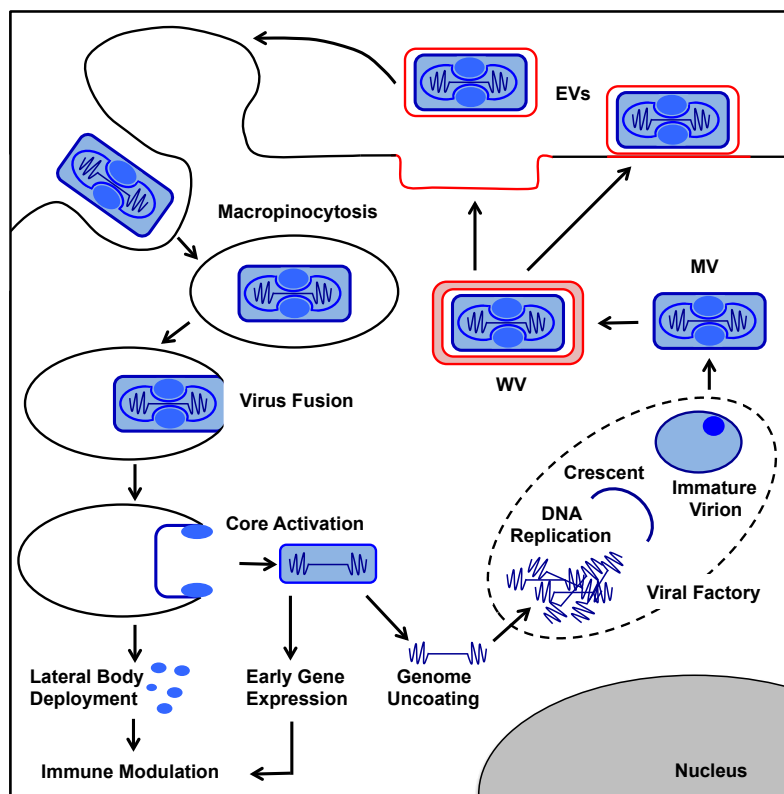 EVs
Macropinocytosis
MV
WV
Virus Fusion
Crescent
Immature
Virion
DNA
Replication
Core Activation
Viral Factory
Lateral Body
Deployment
Early Gene
Expression
Genome
Uncoating
Immune Modulation
Nucleus